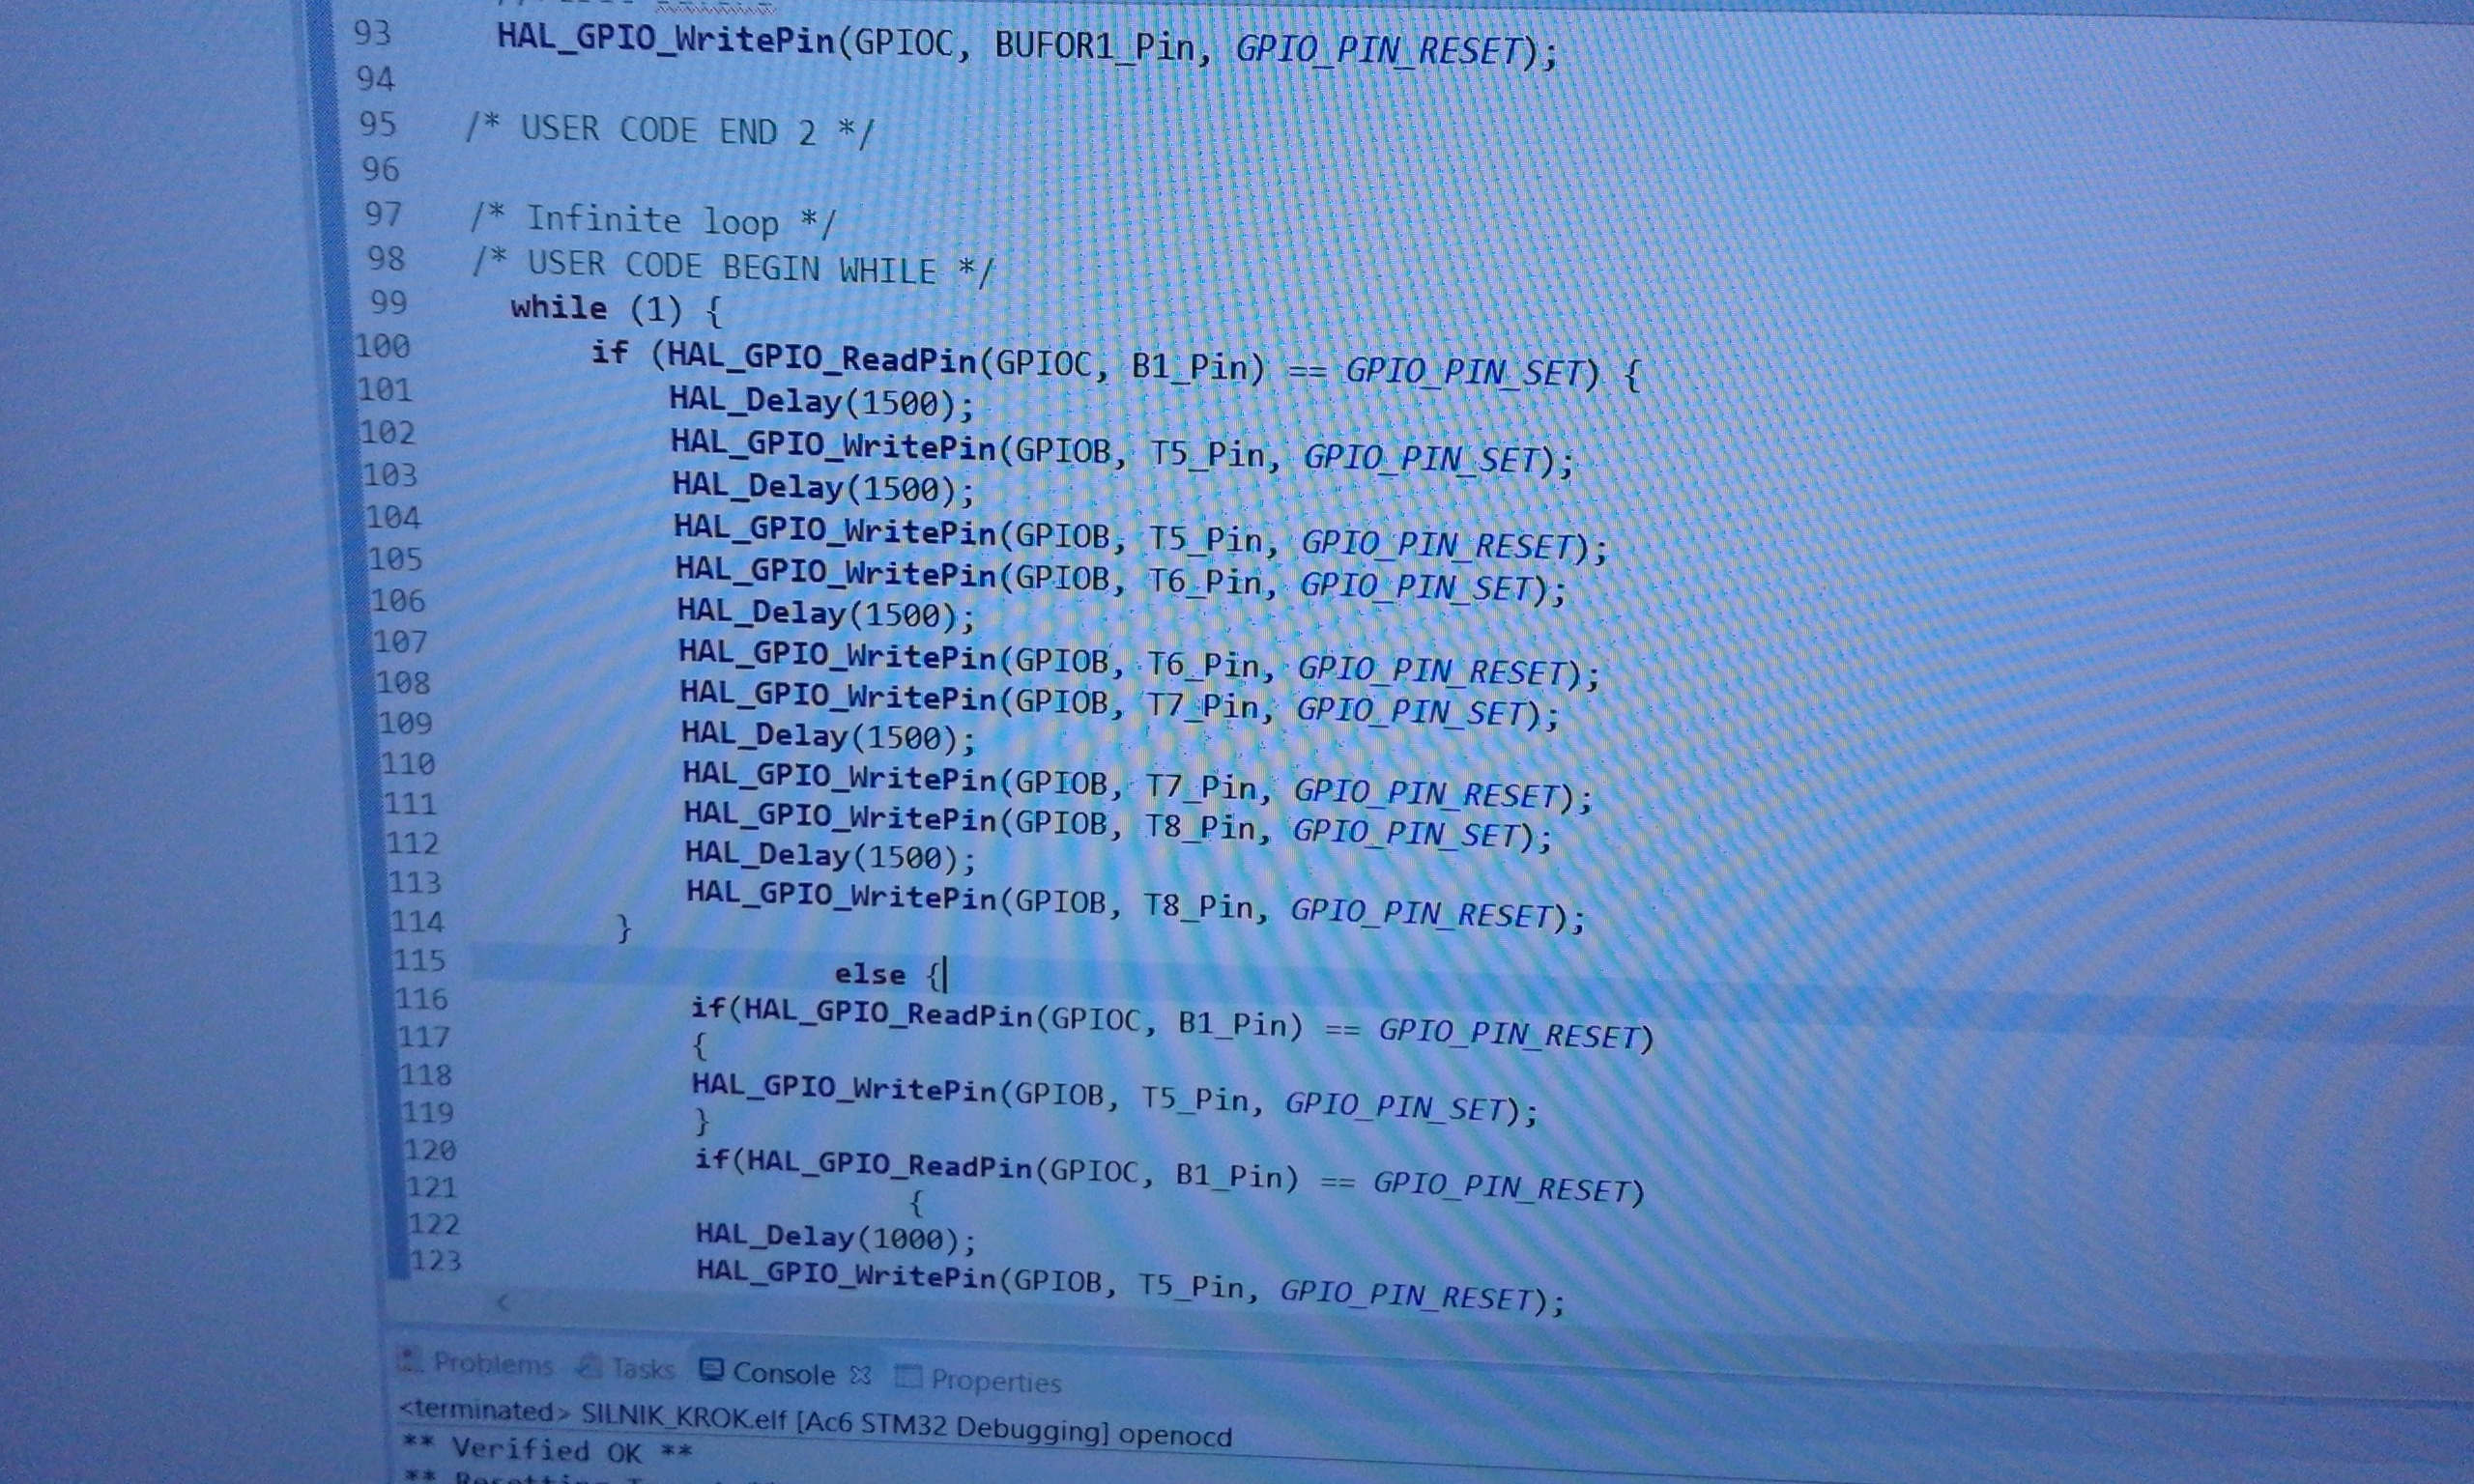 93 HAL_GPIO_WritePin(GPIOC, BUFOR1_Pin, GPIO_PIN_RESET);
94
95 /* USER CODE END 2 */
96
97 /* Infinite loop */
98 /* USER CODE BEGIN WHILE */
99 while (1) {
100 if (HAL_GPIO_ReadPin(GPIOC, B1_Pin) == GPIO_PIN_SET) {
101 HAL_Delay(1500);
102 HAL_GPIO_WritePin(GPIOB, T5_Pin, GPIO_PIN_SET);
103 HAL_Delay(1500);
104 HAL_GPIO_WritePin(GPIOB, T5_Pin, GPIO_PIN_RESET);
105 HAL_GPIO_WritePin(GPIOB, T6_Pin, GPIO_PIN_SET);
106 HAL_Delay(1500);
107 HAL_GPIO_WritePin(GPIOB, T6_Pin, GPIO_PIN_RESET);
108 HAL_GPIO_WritePin(GPIOB, T7_Pin, GPIO_PIN_SET);
109 HAL_Delay(1500);
110 HAL_GPIO_WritePin(GPIOB, T7_Pin, GPIO_PIN_RESET);
111 HAL_GPIO_WritePin(GPIOB, T8_Pin, GPIO_PIN_SET);
112 HAL_Delay(1500);
113 HAL_GPIO_WritePin(GPIOB, T8_Pin, GPIO_PIN_RESET);
114 }
115 else {
116 if(HAL_GPIO_ReadPin(GPIOC, B1_Pin) == GPIO_PIN_RESET)
117 {
118 HAL_GPIO_WritePin(GPIOB, T5_Pin, GPIO_PIN_SET);
119 }
120 if(HAL_GPIO_ReadPin(GPIOC, B1_Pin) == GPIO_PIN_RESET)
121 {
122 HAL_Delay(1000);
123 HAL_GPIO_WritePin(GPIOB, T5_Pin, GPIO_PIN_RESET);
Problems Tasks Console Properties
<terminated> SILNIK_KROK.elf [Ac6 STM32 Debugging] openocd
** Verified OK **
**